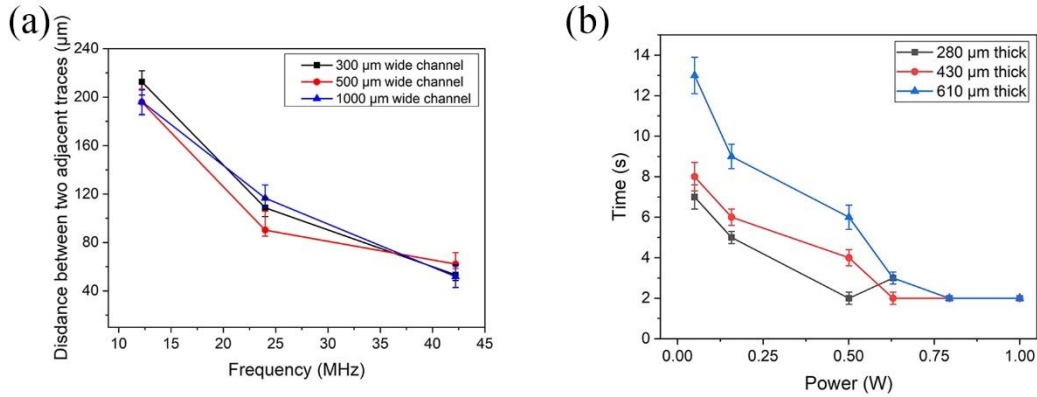 (a)
Disdance between two adjacent traces (μm)
240
200
160
120
80
40
300 μm wide channel
500 μm wide channel
1000 μm wide channel
10 15 20 25 30 35 40 45
Frequency (MHz)
(b)
Time (s)
14
12
10
8
6
4
2
0
280 μm thick
430 μm thick
610 μm thick
0.00 0.25 0.50 0.75 1.00
Power (W)